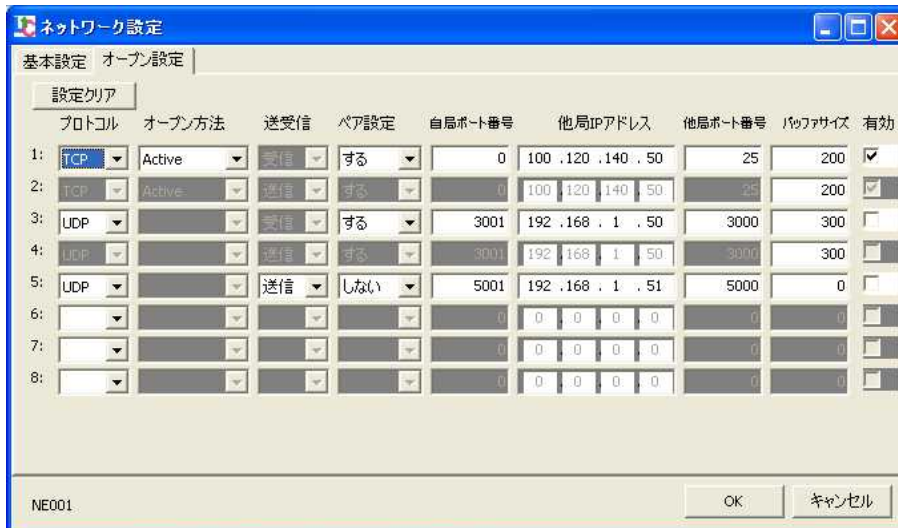 ネットワーク設定
基本設定 オープン設定
設定クリア
プロトコル オープン方法 送受信 ペア設定 自局ポート番号 他局IPアドレス 他局ポート番号 バッファサイズ 有効
1: TCP Active 受信 する 0 100 .120 .140 . 50 25 200
2: TCP Active 送信 する 0 100 .120 .140 . 50 25 200
3: UDP 受信 する 3001 192 .168 . 1 . 50 3000 300
4: UDP 送信 する 3001 192 .168 . 1 . 50 3000 300
5: UDP 送信 しない 5001 192 .168 . 1 . 51 5000 0
6: 0 0 . 0 . 0 . 0 0 0
7: 0 0 . 0 . 0 . 0 0 0
8: 0 0 . 0 . 0 . 0 0 0
NE001 OK キャンセル